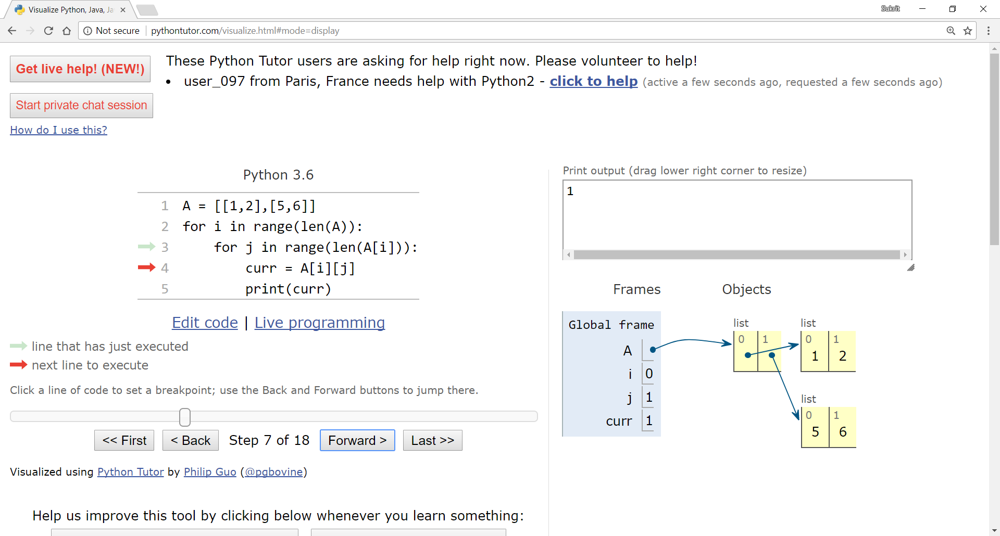 Visualize Python, Java, Ja
Sukrit
Not secure
pythontutor.com/visualize.html#mode=display
Get live help! (NEW!)
Start private chat session
How do I use this?
These Python Tutor users are asking for help right now. Please volunteer to help!
• user_097 from Paris, France needs help with Python2 - click to help (active a few seconds ago, requested a few seconds ago)
Python 3.6
1 A = [[1,2],[5,6]]
2 for i in range(len(A)):
3     for j in range(len(A[i])):
4         curr = A[i][j]
5         print(curr)
Edit code | Live programming
line that has just executed
next line to execute
Click a line of code to set a breakpoint; use the Back and Forward buttons to jump there.
<< First < Back Step 7 of 18 Forward > Last >>
Visualized using Python Tutor by Philip Guo (@pgbovine)
Help us improve this tool by clicking below whenever you learn something:
Print output (drag lower right corner to resize)
1
Frames Objects
Global frame
A
i 0
j 1
curr 1
list
0 1
list
0 1
1 2
list
0 1
5 6